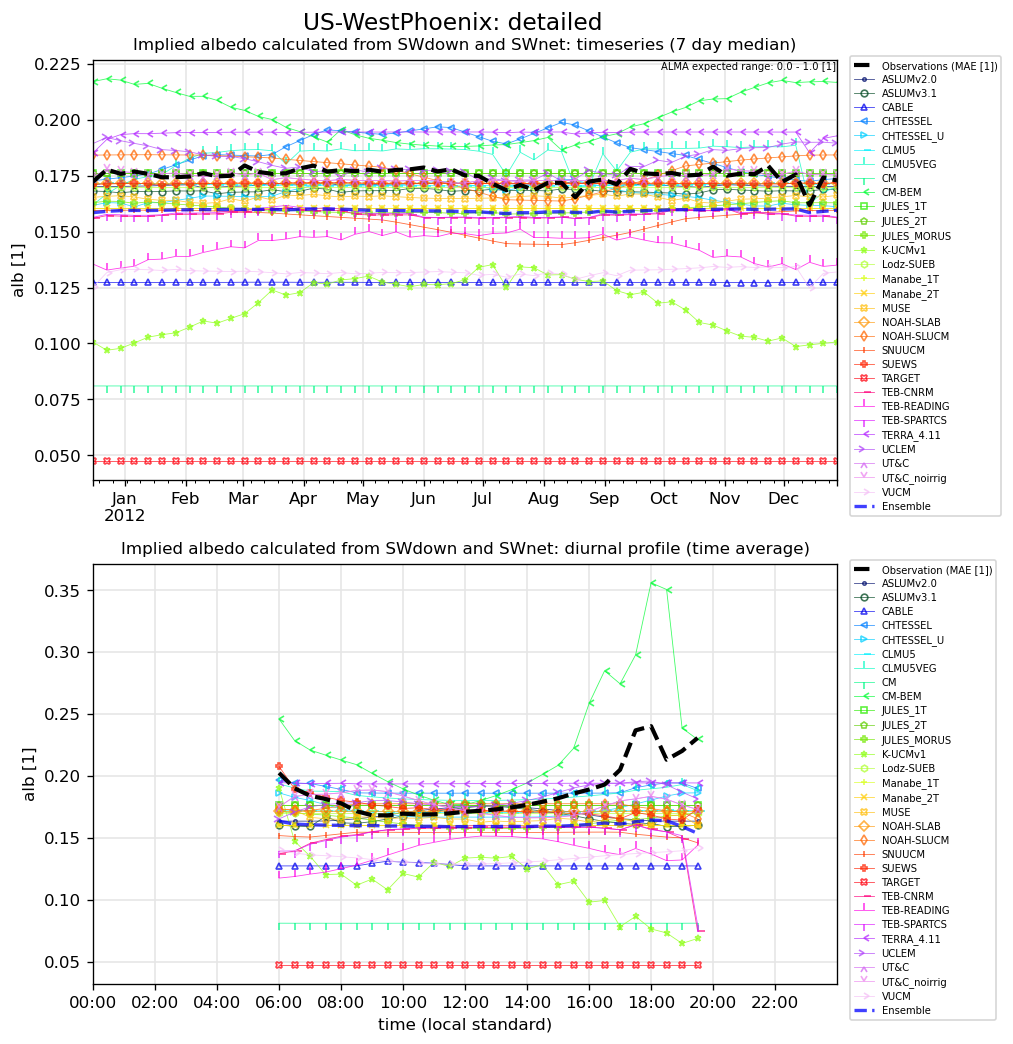 US-WestPhoenix: detailed
Implied albedo calculated from SWdown and SWnet: timeseries (7 day median)
ALMA expected range: 0.0 - 1.0 [1]
alb [1]
0.225
0.200
0.175
0.150
0.125
0.100
0.075
0.050
Jan Feb Mar Apr May Jun Jul Aug Sep Oct Nov Dec
2012
Observations (MAE [1])
ASLUMv2.0
ASLUMv3.1
CABLE
CHTESSEL
CHTESSEL_U
CLMU5
CLMU5VEG
CM
CM-BEM
JULES_1T
JULES_2T
JULES_MORUS
K-UCMv1
Lodz-SUEB
Manabe_1T
Manabe_2T
MUSE
NOAH-SLAB
NOAH-SLUCM
SNUUCM
SUEWS
TARGET
TEB-CNRM
TEB-READING
TEB-SPARTCS
TERRA_4.11
UCLEM
UT&C
UT&C_noirrig
VUCM
Ensemble
Implied albedo calculated from SWdown and SWnet: diurnal profile (time average)
alb [1]
0.35
0.30
0.25
0.20
0.15
0.10
0.05
00:00 02:00 04:00 06:00 08:00 10:00 12:00 14:00 16:00 18:00 20:00 22:00
time (local standard)
Observation (MAE [1])
ASLUMv2.0
ASLUMv3.1
CABLE
CHTESSEL
CHTESSEL_U
CLMU5
CLMU5VEG
CM
CM-BEM
JULES_1T
JULES_2T
JULES_MORUS
K-UCMv1
Lodz-SUEB
Manabe_1T
Manabe_2T
MUSE
NOAH-SLAB
NOAH-SLUCM
SNUUCM
SUEWS
TARGET
TEB-CNRM
TEB-READING
TEB-SPARTCS
TERRA_4.11
UCLEM
UT&C
UT&C_noirrig
VUCM
Ensemble